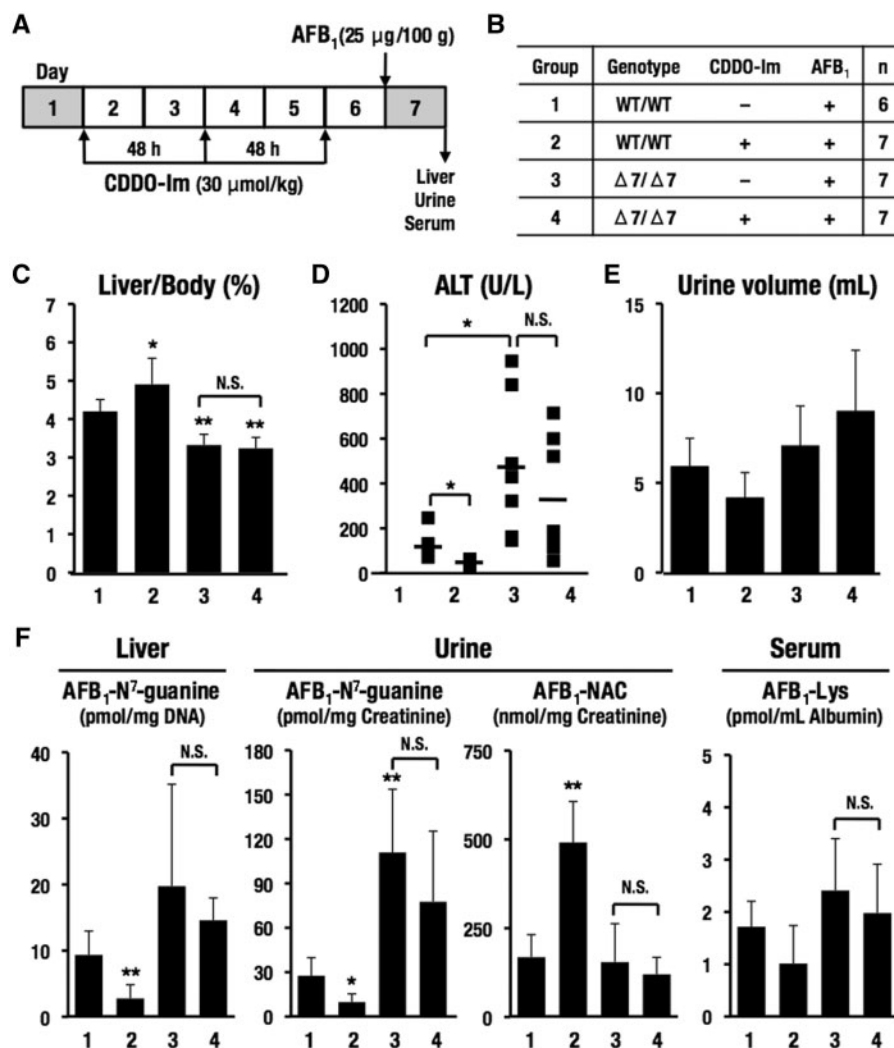 A
AFB₁(25 μg/100 g)
Day
1 2 3 4 5 6 7
48 h 48 h
CDDO-Im (30 μmol/kg)
Liver
Urine
Serum
B
Group Genotype CDDO-Im AFB₁ n
1 WT/WT – + 6
2 WT/WT + + 7
3 Δ7/Δ7 – + 7
4 Δ7/Δ7 + + 7
C
Liver/Body (%)
7
6
5
4
3
2
1
0
*
**
N.S.
**
1 2 3 4
D
ALT (U/L)
1200
1000
800
600
400
200
0
*
*
N.S.
1 2 3 4
E
Urine volume (mL)
15
10
5
0
1 2 3 4
F
Liver
AFB₁-N⁷-guanine
(pmol/mg DNA)
40
30
20
10
0
**
N.S.
1 2 3 4
Urine
AFB₁-N⁷-guanine
(pmol/mg Creatinine)
180
150
120
90
60
30
0
*
**
N.S.
1 2 3 4
AFB₁-NAC
(nmol/mg Creatinine)
750
500
250
0
**
N.S.
1 2 3 4
Serum
AFB₁-Lys
(pmol/mL Albumin)
5
4
3
2
1
0
N.S.
1 2 3 4